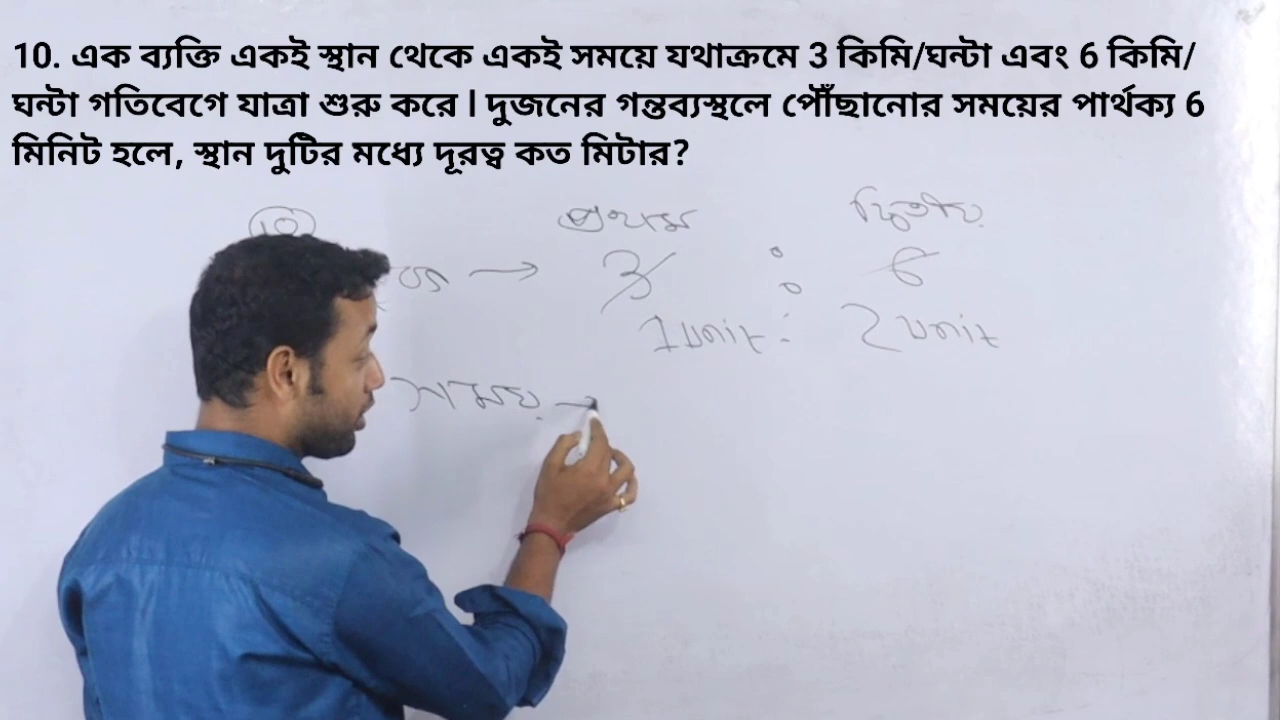 10. এক ব্যক্তি একই স্থান থেকে একই সময়ে যথাক্রমে 3 কিমি/ঘন্টা এবং 6 কিমি/
ঘন্টা গতিবেগে যাত্রা শুরু করে । দুজনের গন্তব্যস্থলে পৌঁছানোর সময়ের পার্থক্য 6
মিনিট হলে, স্থান দুটির মধ্যে দূরত্ব কত মিটার?
10 প্রথম দ্বিতীয়
→ 3 : 6
1 unit : 2 unit
সময় →